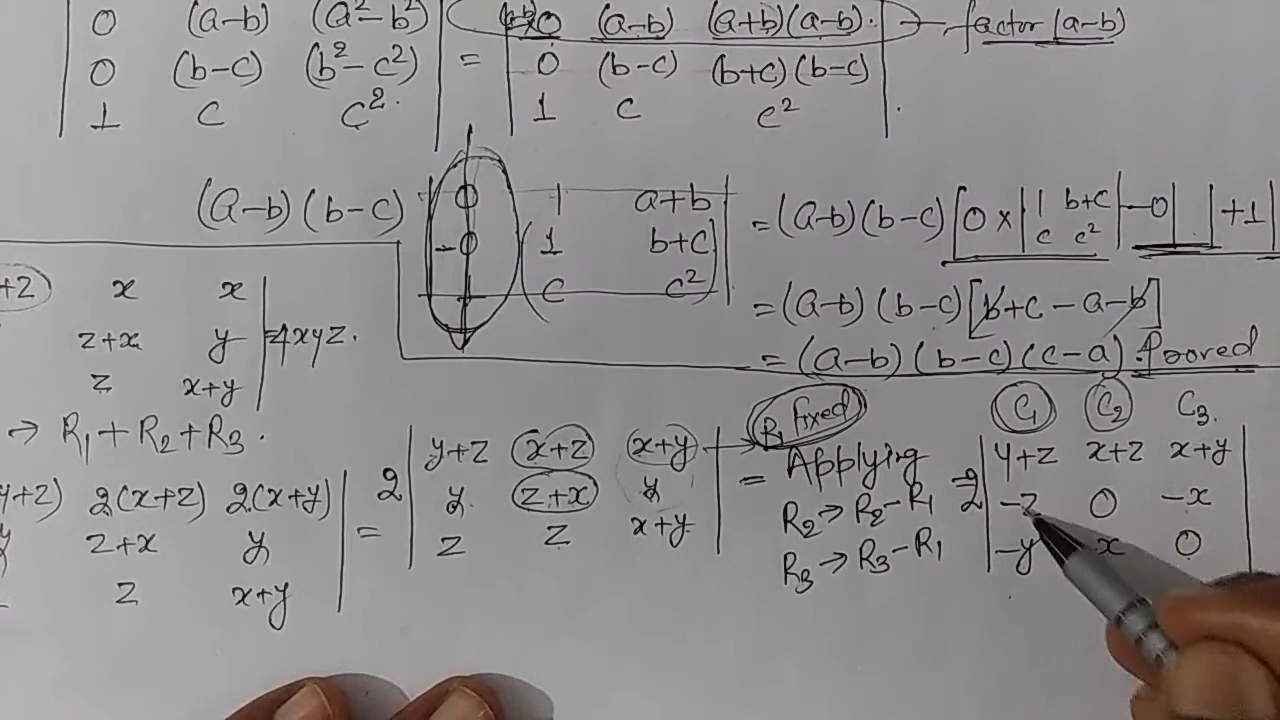 0 (a-b) (a²-b²)
0 (b-c) (b²-c²)
1 c c²
= 0 (a-b) (a+b)(a-b).
0 (b-c) (b+c)(b-c)
1 c c²
factor (a-b)
(a-b)(b-c) | 0 1 a+b |
0 1 b+c
c c²
= (a-b)(b-c)[0 × | 1 b+c | -0 | | +1 |
c c²
= (a-b)(b-c)[b+c-a-b]
= (a-b)(b-c)(c-a). Poored
+z) x x
z+x y =4xyz.
z x+y
→ R₁+R₂+R₃.
y+z) 2(x+z) 2(x+y)
y z+x y
z x+y
= 2 | y+z x+z x+y |
y z+x y
z z x+y
R₁ fixed
= Applying
R₂→R₂-R₁
R₃→R₃-R₁
C₁ C₂ C₃
=2 | y+z x+z x+y |
-z 0 -x
-y -x 0